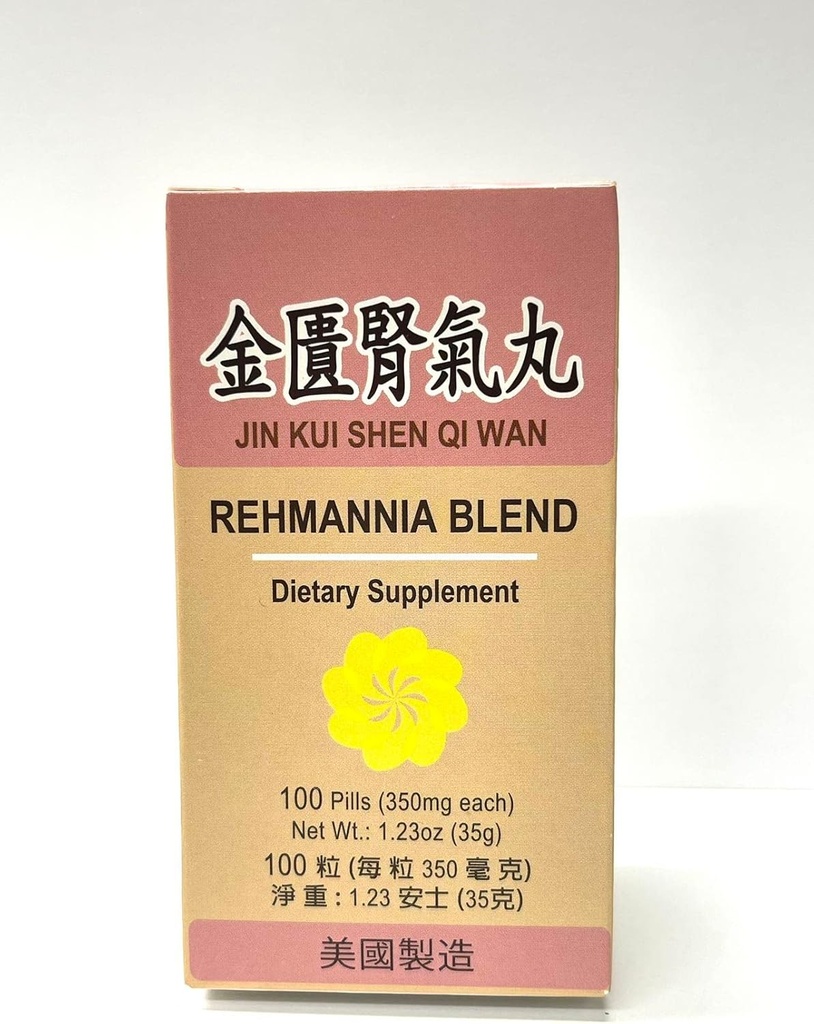 金匱腎氣丸
JIN KUI SHEN QI WAN
REHMANNIA BLEND
Dietary Supplement
100 Pills (350mg each)
Net Wt.: 1.23oz (35g)
100 粒 (每 粒 350 毫 克)
淨 重 : 1.23 安士 (35克)
美國製造